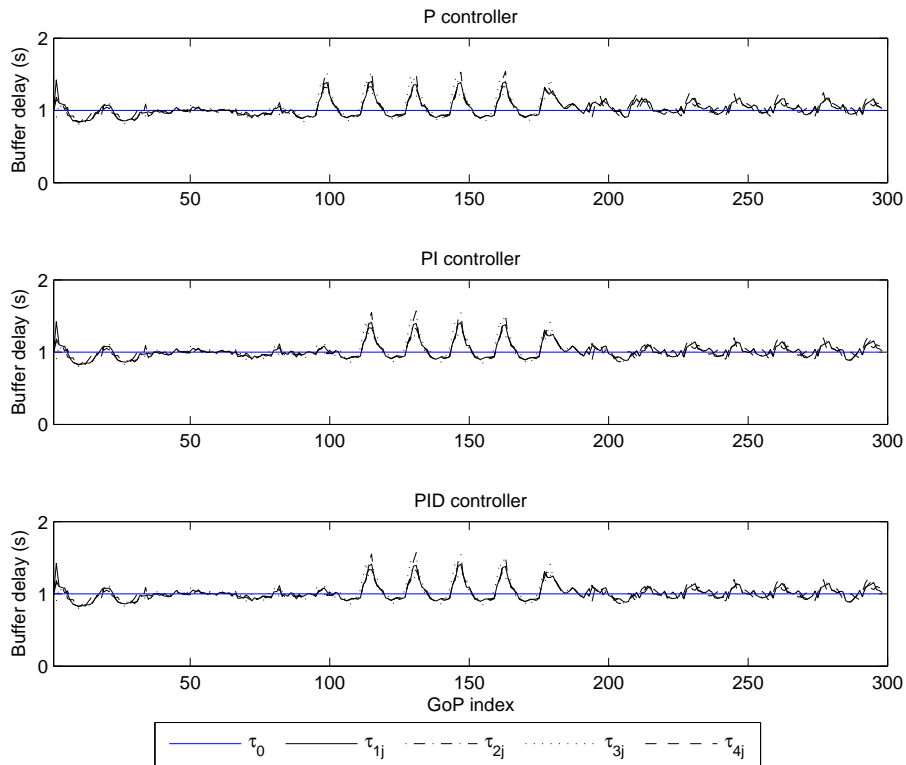 P controller
2
1
0
Buffer delay (s)
50 100 150 200 250 300
PI controller
2
1
0
Buffer delay (s)
50 100 150 200 250 300
PID controller
2
1
0
Buffer delay (s)
50 100 150 200 250 300
GoP index
τ0 τ1j τ2j τ3j τ4j